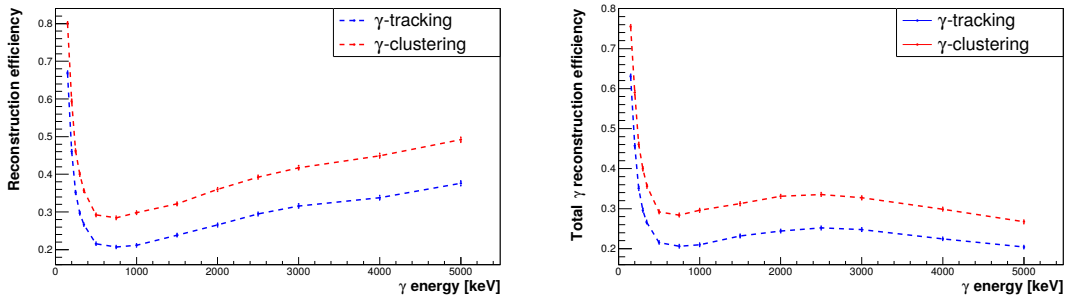 Reconstruction efficiency
0.8
0.7
0.6
0.5
0.4
0.3
0.2
γ-tracking
γ-clustering
0 1000 2000 3000 4000 5000
γ energy [keV]
Total γ reconstruction efficiency
0.8
0.7
0.6
0.5
0.4
0.3
0.2
γ-tracking
γ-clustering
0 1000 2000 3000 4000 5000
γ energy [keV]